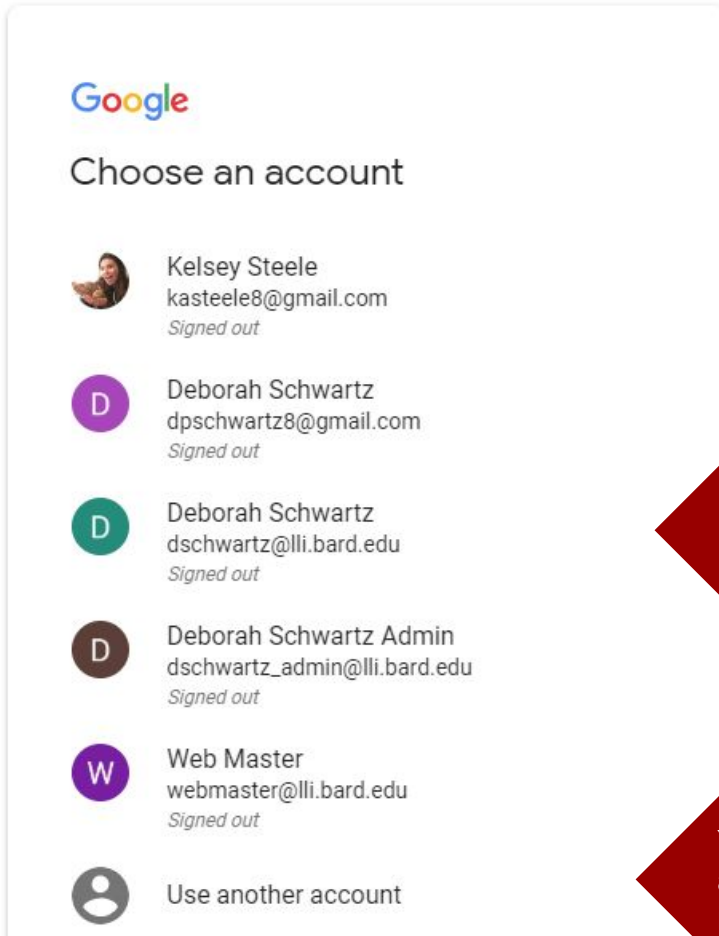 Google
Choose an account
Kelsey Steele
kasteele8@gmail.com
Signed out
D
Deborah Schwartz
dpschwartz8@gmail.com
Signed out
D
Deborah Schwartz
dschwartz@lli.bard.edu
Signed out
D
Deborah Schwartz Admin
dschwartz_admin@lli.bard.edu
Signed out
W
Web Master
webmaster@lli.bard.edu
Signed out
Use another account